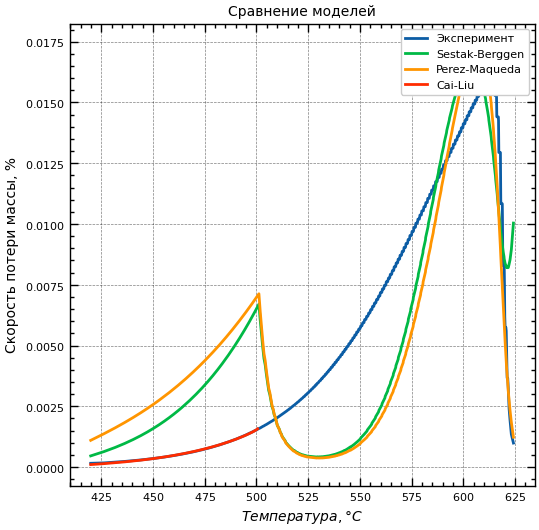 Сравнение моделей
Эксперимент
Sestak-Berggen
Perez-Maqueda
Cai-Liu
Скорость потери массы, %
0.0175
0.0150
0.0125
0.0100
0.0075
0.0050
0.0025
0.0000
425 450 475 500 525 550 575 600 625
Температура, °C